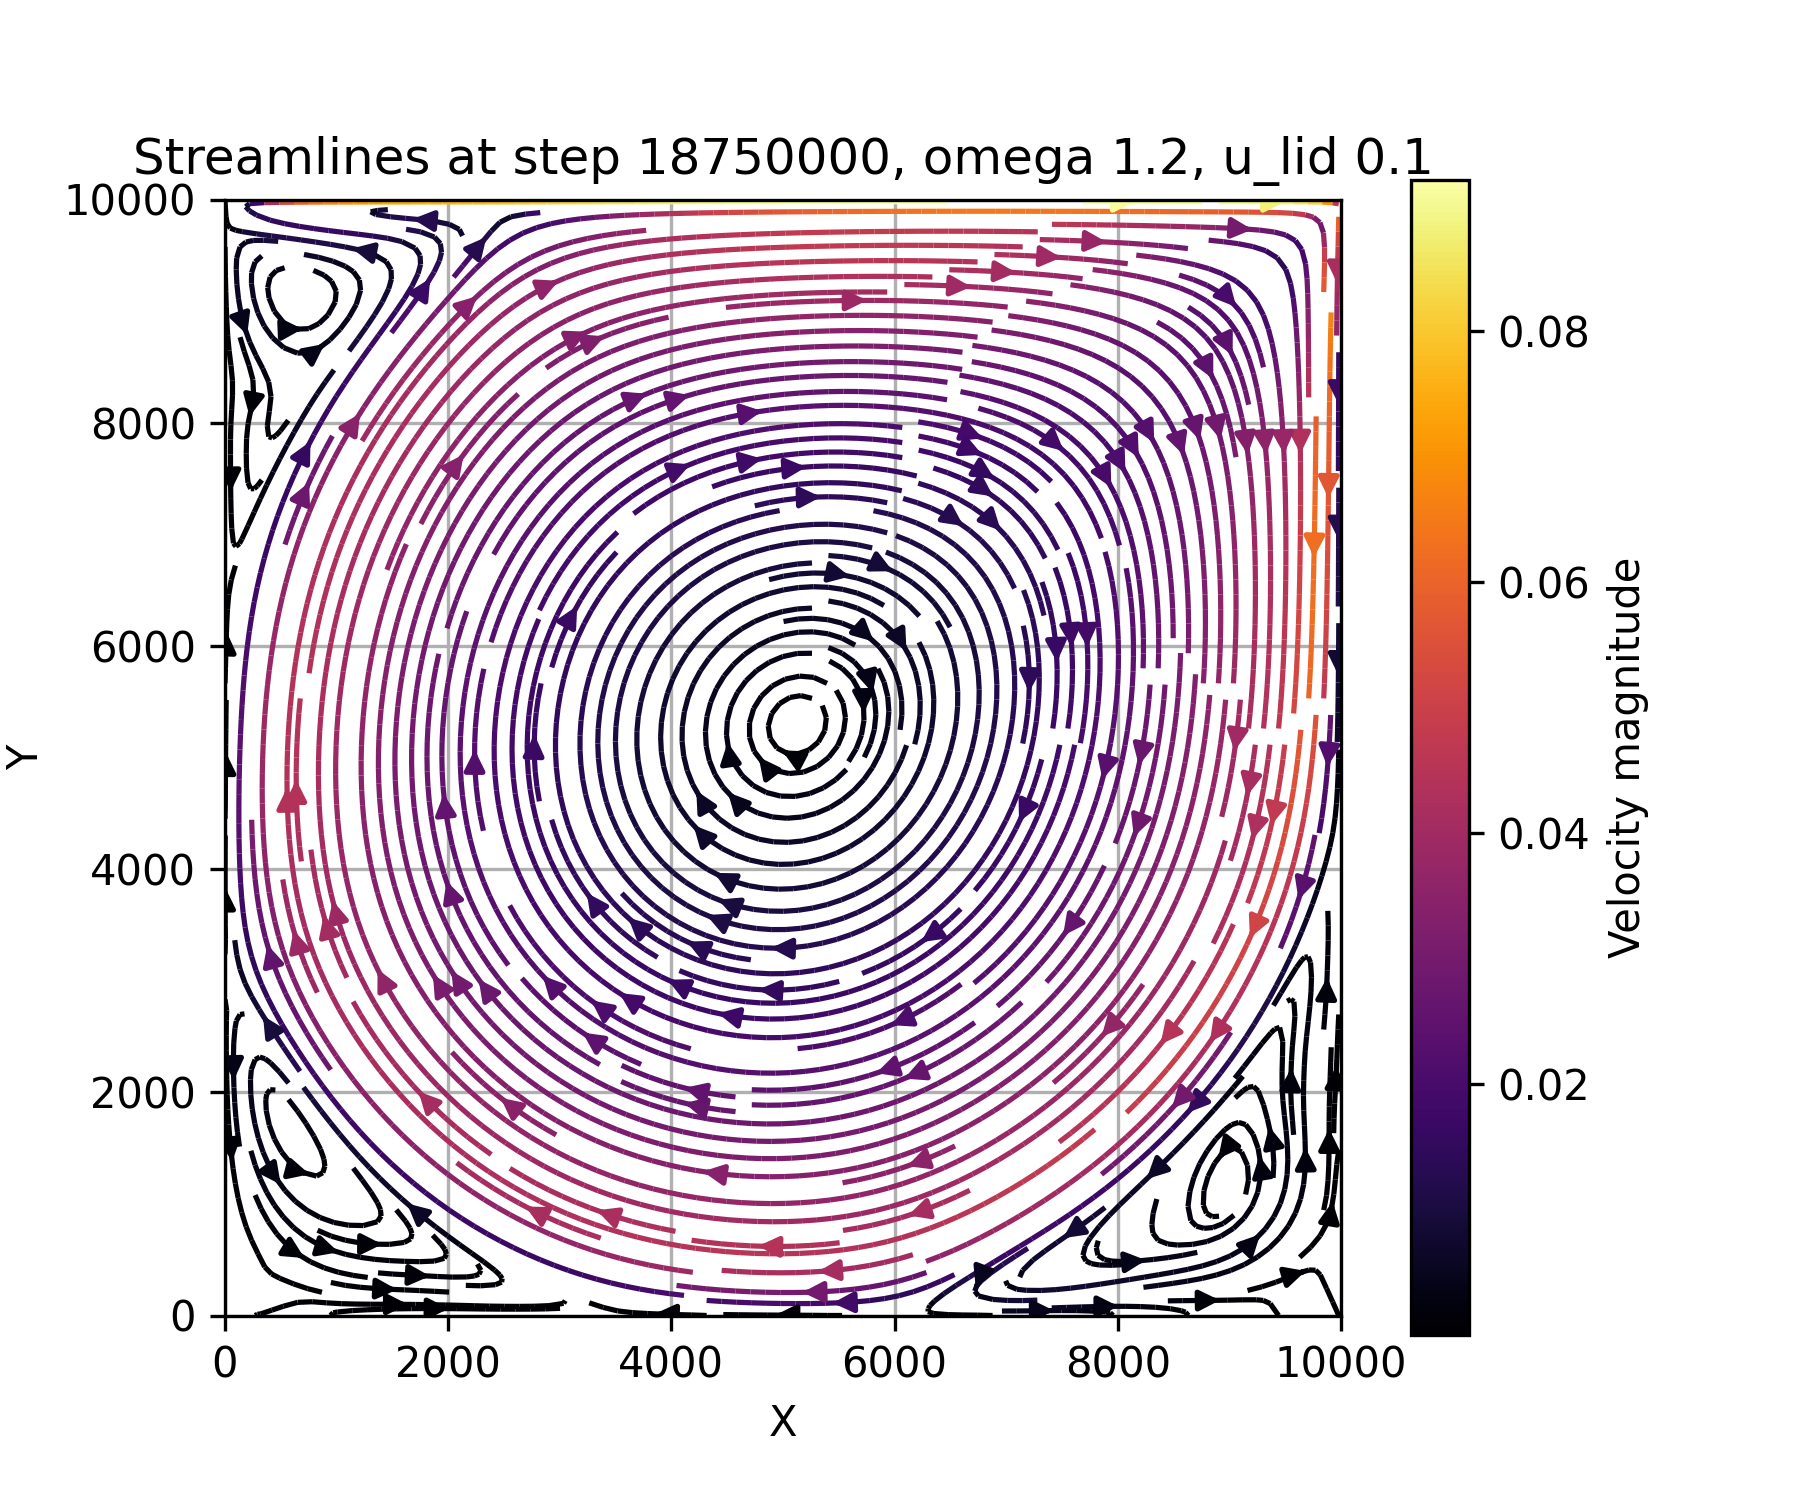 Streamlines at step 18750000, omega 1.2, u_lid 0.1
10000
8000
6000
4000
2000
0
Y
0 2000 4000 6000 8000 10000
X
0.08
0.06
0.04
0.02
Velocity magnitude